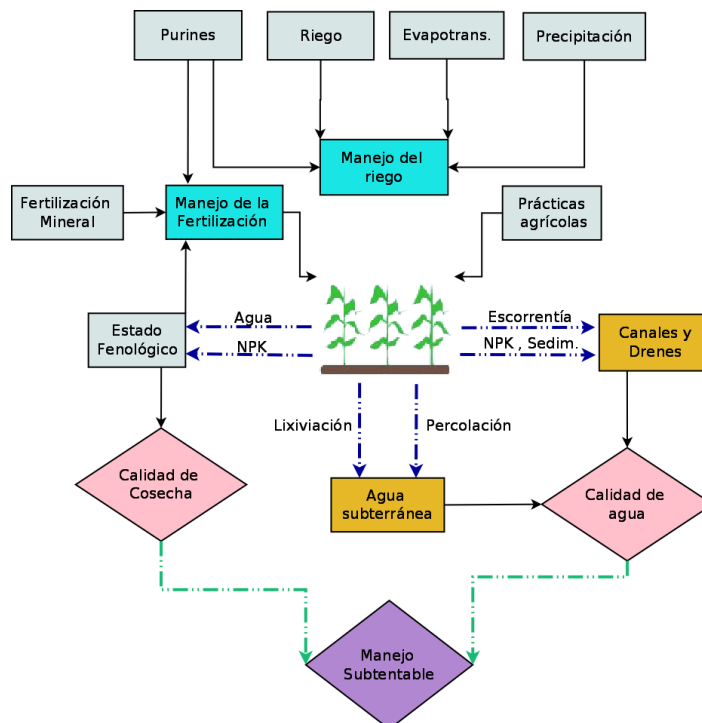 Purines
Riego
Evapotrans.
Precipitación
Manejo del
riego
Fertilización
Mineral
Manejo de la
Fertilización
Prácticas
agrícolas
Agua
Escorrentía
Estado
Fenológico
NPK
NPK , Sedim.
Canales y
Drenes
Lixiviación
Percolación
Calidad de
Cosecha
Agua
subterránea
Calidad de
agua
Manejo
Subtentable